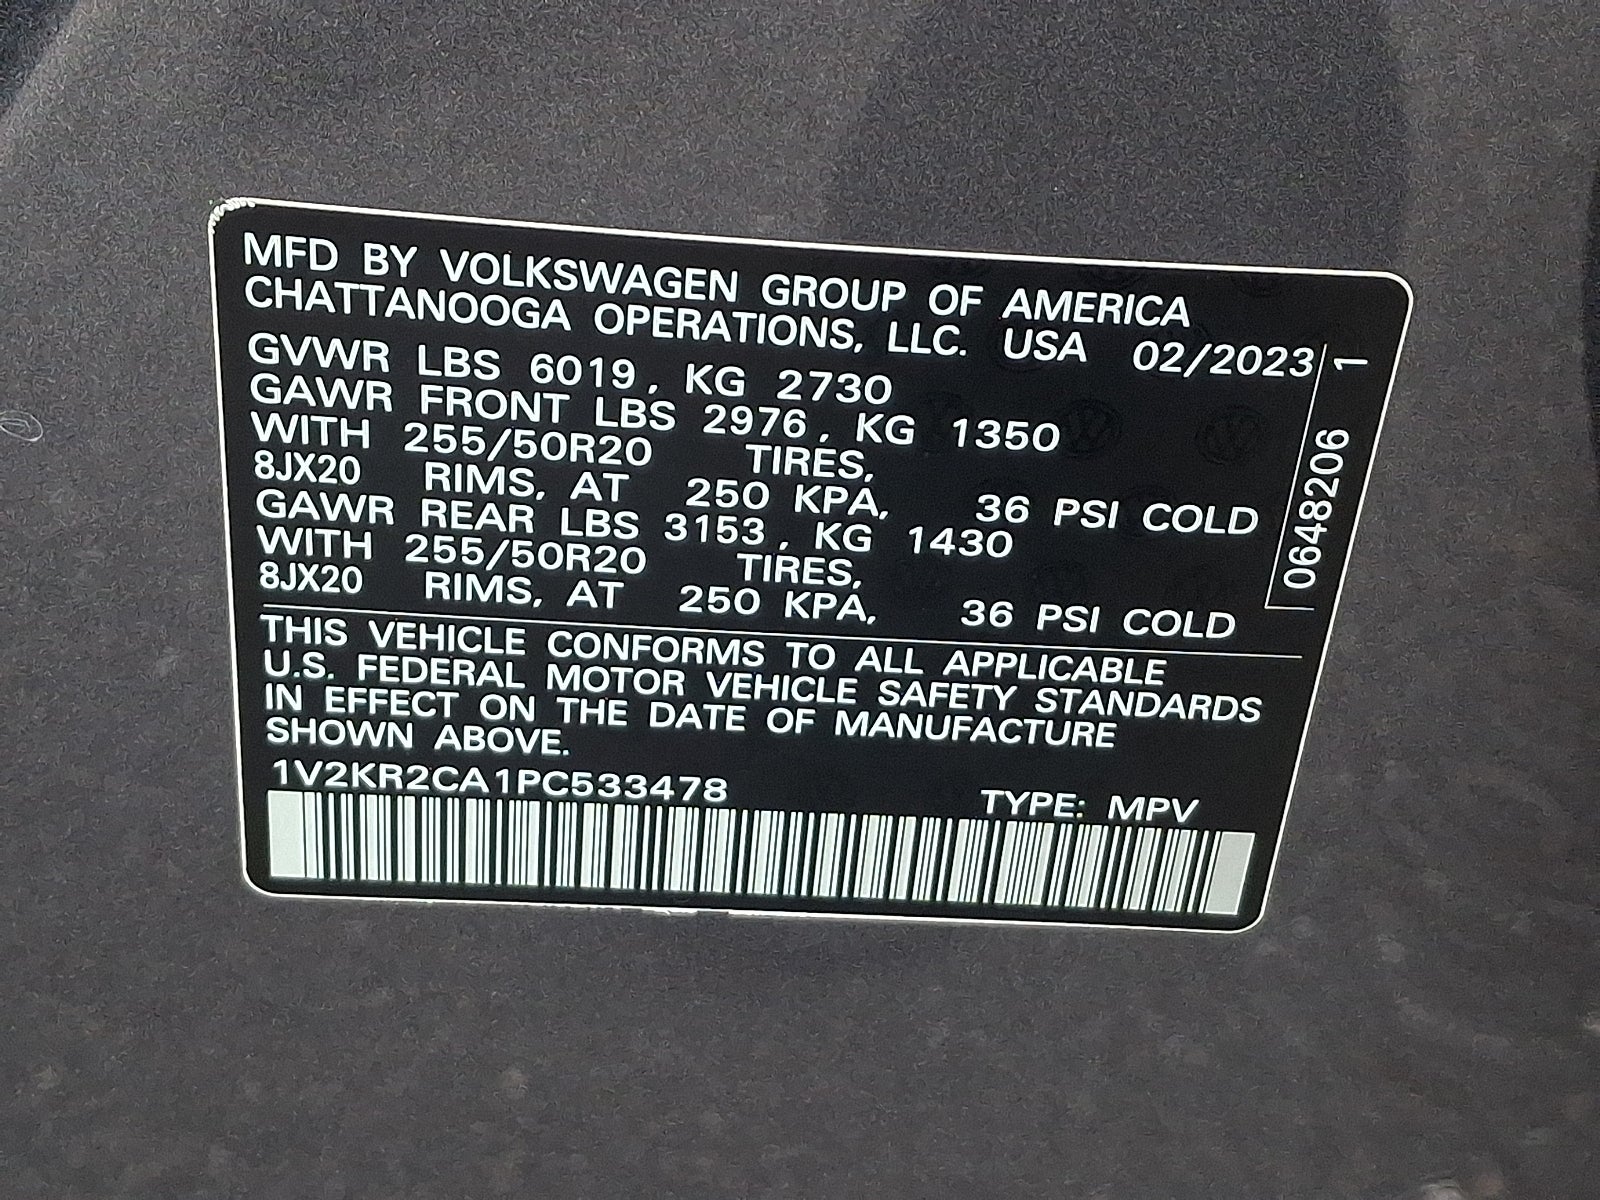 MFD BY VOLKSWAGEN GROUP OF AMERICA
CHATTANOOGA OPERATIONS, LLC. USA 02/2023
GVWR LBS 6019, KG 2730
GAWR FRONT LBS 2976, KG 1350
WITH 255/50R20 TIRES,
8JX20 RIMS, AT 250 KPA, 36 PSI COLD
GAWR REAR LBS 3153, KG 1430
WITH 255/50R20 TIRES,
8JX20 RIMS, AT 250 KPA, 36 PSI COLD
THIS VEHICLE CONFORMS TO ALL APPLICABLE
U.S. FEDERAL MOTOR VEHICLE SAFETY STANDARDS
IN EFFECT ON THE DATE OF MANUFACTURE
SHOWN ABOVE.
1V2KR2CA1PC533478 TYPE: MPV
0648206 1